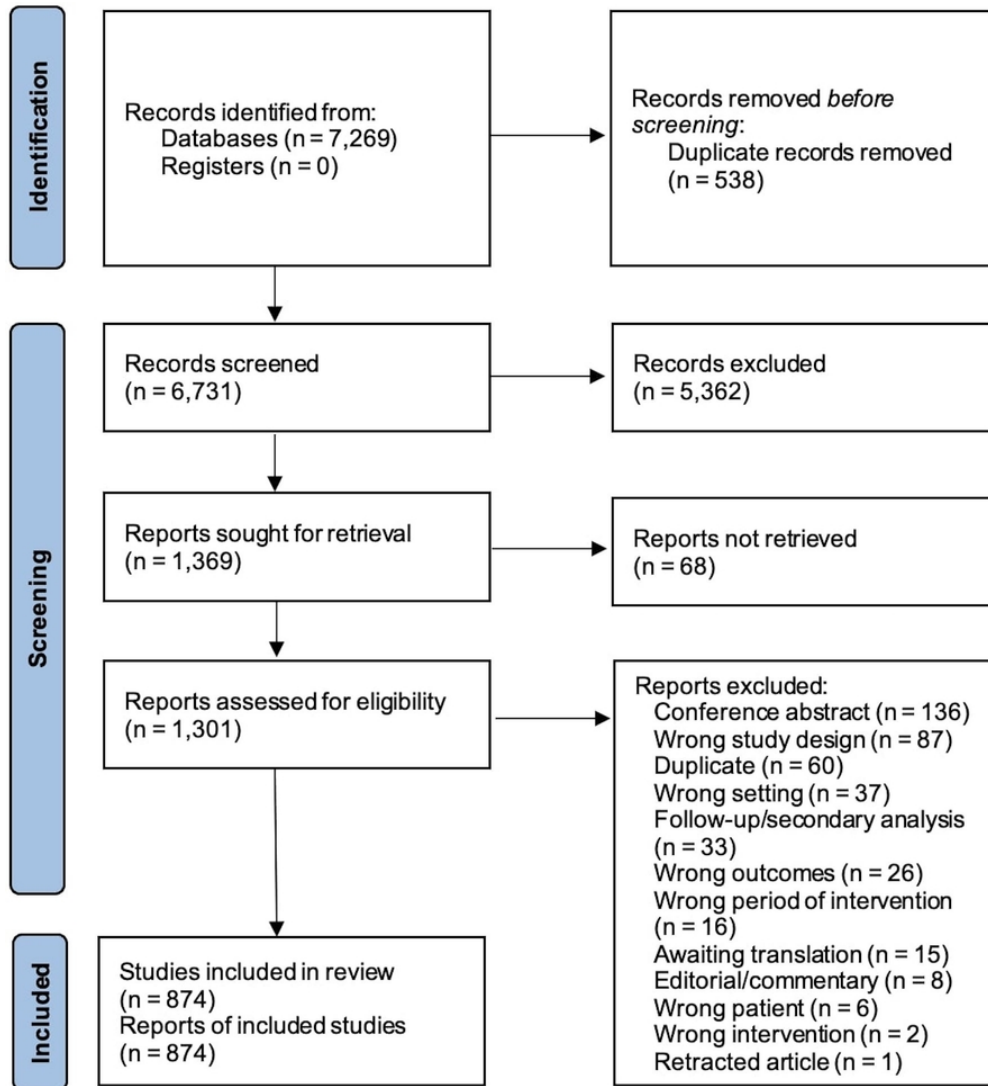 Identification
Records identified from:
Databases (n = 7,269)
Registers (n = 0)
Records removed before
screening:
Duplicate records removed
(n = 538)
Screening
Records screened
(n = 6,731)
Records excluded
(n = 5,362)
Reports sought for retrieval
(n = 1,369)
Reports not retrieved
(n = 68)
Reports assessed for eligibility
(n = 1,301)
Reports excluded:
Conference abstract (n = 136)
Wrong study design (n = 87)
Duplicate (n = 60)
Wrong setting (n = 37)
Follow-up/secondary analysis
(n = 33)
Wrong outcomes (n = 26)
Wrong period of intervention
(n = 16)
Awaiting translation (n = 15)
Editorial/commentary (n = 8)
Wrong patient (n = 6)
Wrong intervention (n = 2)
Retracted article (n = 1)
Included
Studies included in review
(n = 874)
Reports of included studies
(n = 874)